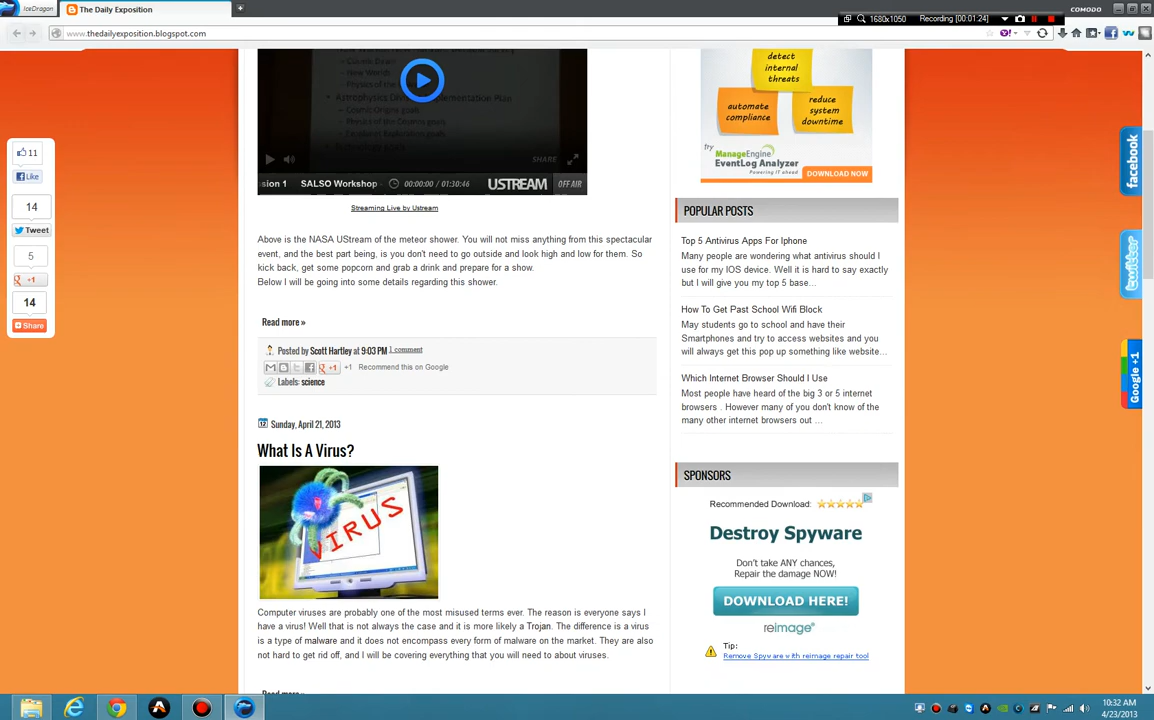 IceDragon
The Daily Exposition
COMODO
1680x1050
Recording [00:01:24]
www.thedailyexposition.blogspot.com
Astrophysics Division Implementation Plan
SHARE
sion 1 SALSO Workshop 00:00:00 / 01:30:46 USTREAM OFF AIR
Streaming Live by Ustream
Above is the NASA UStream of the meteor shower. You will not miss anything from this spectacular
event, and the best part being, is you don't need to go outside and look high and low for them. So
kick back, get some popcorn and grab a drink and prepare for a show.
Below I will be going into some details regarding this shower.
Read more »
Posted by Scott Hartley at 9:03 PM 1 comment
+1 +1 Recommend this on Google
Labels: science
Sunday, April 21, 2013
What Is A Virus?
VIRUS
Computer viruses are probably one of the most misused terms ever. The reason is everyone says I
have a virus! Well that is not always the case and it is more likely a Trojan. The difference is a virus
is a type of malware and it does not encompass every form of malware on the market. They are also
not hard to get rid off, and I will be covering everything that you will need to about viruses.
Read more »
11
Like
14
Tweet
5
+1
14
Share
detect
internal
threats
automate
compliance
reduce
system
downtime
try
ManageEngine
EventLog Analyzer
Powering IT ahead
DOWNLOAD NOW
POPULAR POSTS
Top 5 Antivirus Apps For Iphone
Many people are wondering what antivirus should I
use for my IOS device. Well it is hard to say exactly
but I will give you my top 5 base...
How To Get Past School Wifi Block
May students go to school and have their
Smartphones and try to access websites and you
will always get this pop up something like website...
Which Internet Browser Should I Use
Most people have heard of the big 3 or 5 internet
browsers . However many of you don't know of the
many other internet browsers out ...
SPONSORS
Recommended Download:
Destroy Spyware
Don't take ANY chances,
Repair the damage NOW!
DOWNLOAD HERE!
reimage
Tip:
Remove Spyware with reimage repair tool
facebook
twitter
Google +1
10:32 AM
4/23/2013